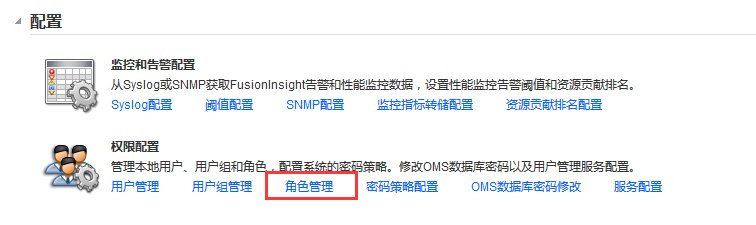 配置
监控和告警配置
从Syslog或SNMP获取FusionInsight告警和性能监控数据，设置性能监控告警阈值和资源贡献排名。
Syslog配置 阈值配置 SNMP配置 监控指标转储配置 资源贡献排名配置
权限配置
管理本地用户、用户组和角色，配置系统的密码策略。修改OMS数据库密码以及用户管理服务配置。
用户管理 用户组管理 角色管理 密码策略配置 OMS数据库密码修改 服务配置